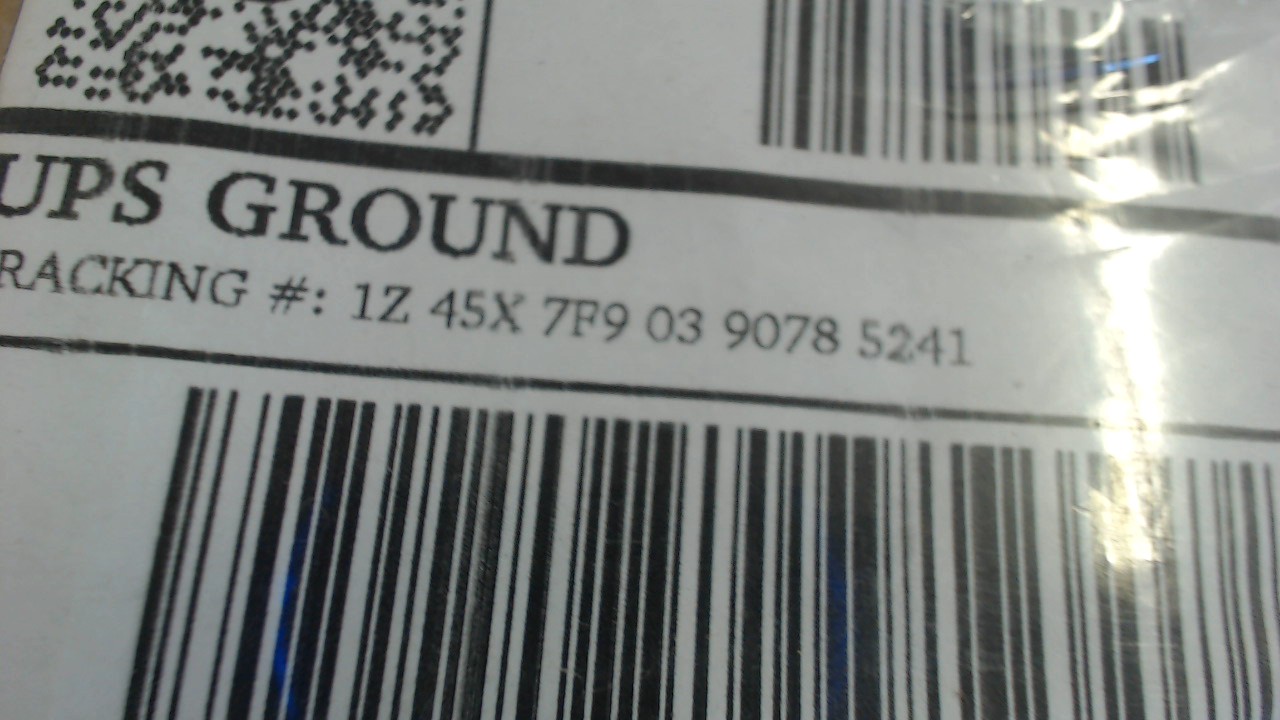 UPS GROUND
RACKING #: 1Z 45X 7F9 03 9078 5241